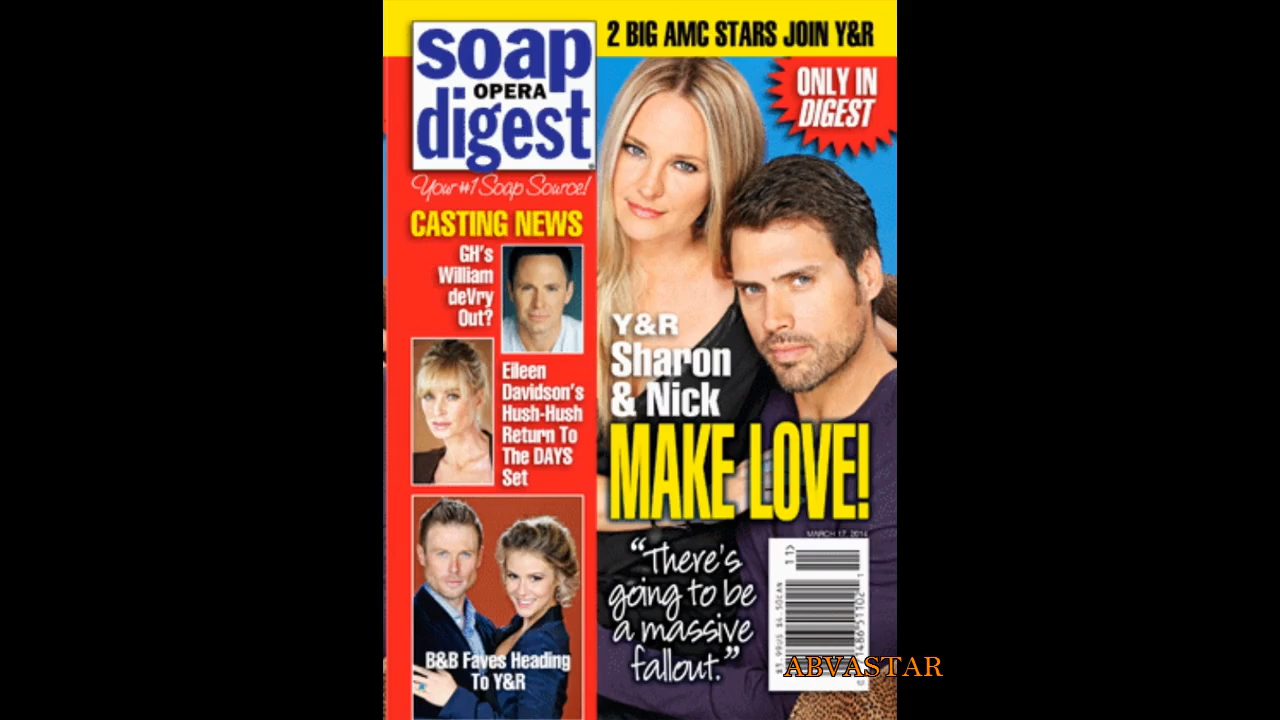 2 BIG AMC STARS JOIN Y&R
soap
OPERA
digest
Your #1 Soap Source!
ONLY IN
DIGEST
CASTING NEWS
GH's
William
deVry
Out?
Eileen
Davidson's
Hush-Hush
Return To
The DAYS
Set
B&B Faves Heading
To Y&R
Y&R
Sharon
& Nick
MAKE LOVE!
"There's
going to be
a massive
fallout."
MARCH 17, 2014
11>
ABVASTAR